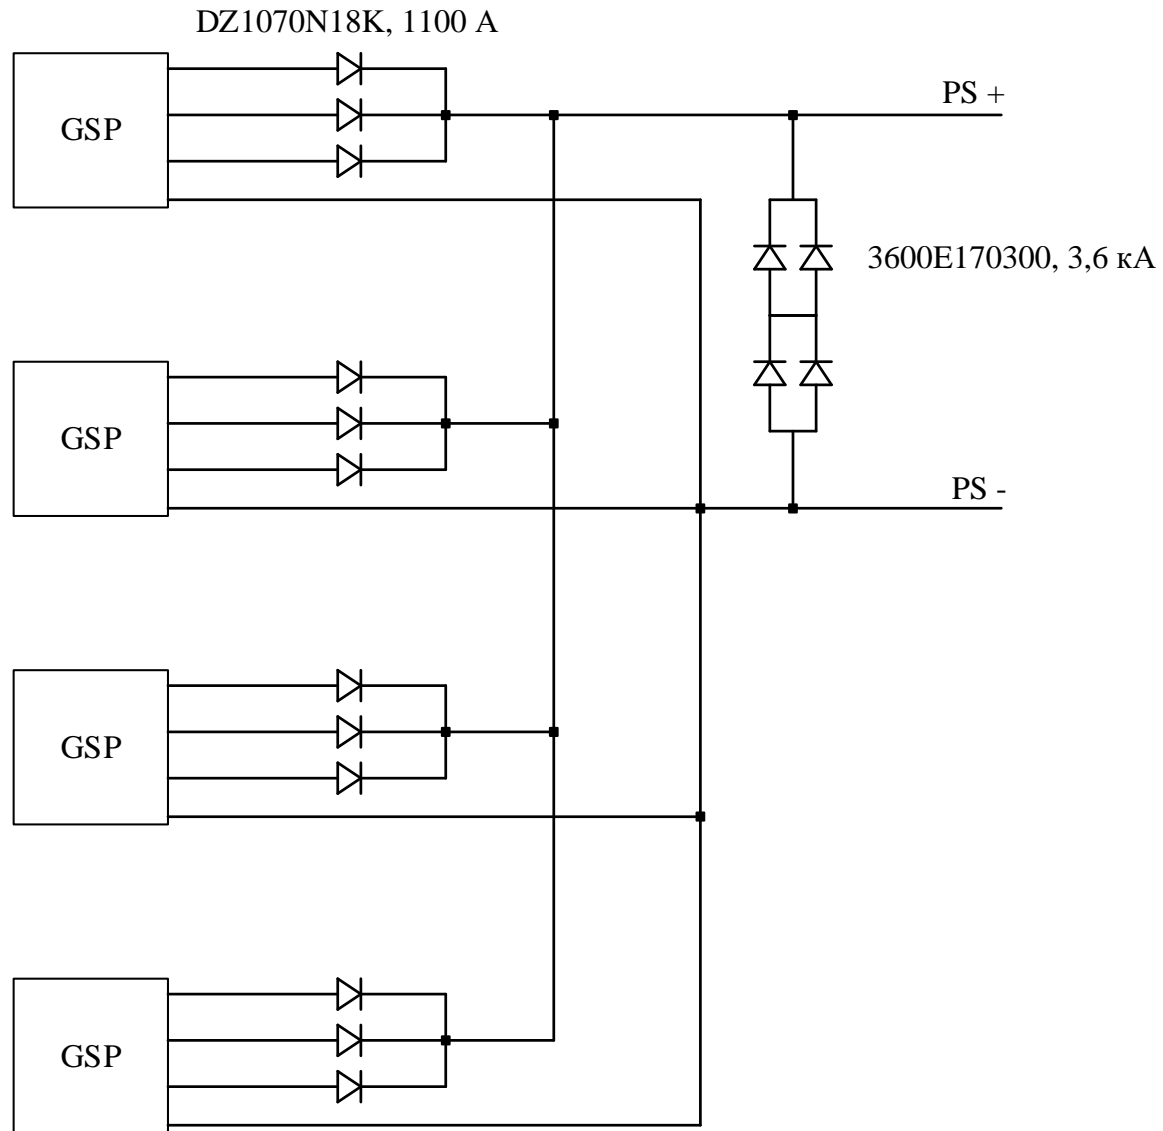 DZ1070N18K, 1100 A
GSP
PS +
3600E170300, 3,6 кА
GSP
PS -
GSP
GSP